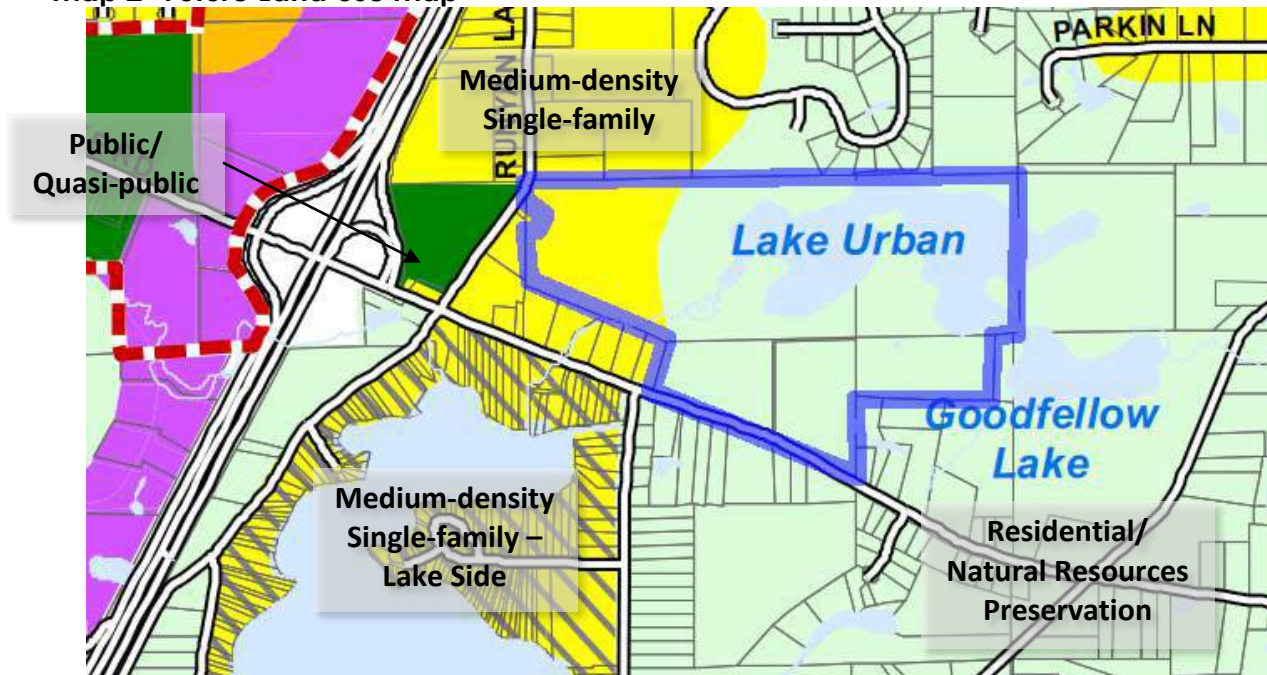 PARKIN LN
Medium-density
Single-family
Public/
Quasi-public
Lake Urban
Goodfellow
Lake
Medium-density
Single-family –
Lake Side
Residential/
Natural Resources
Preservation